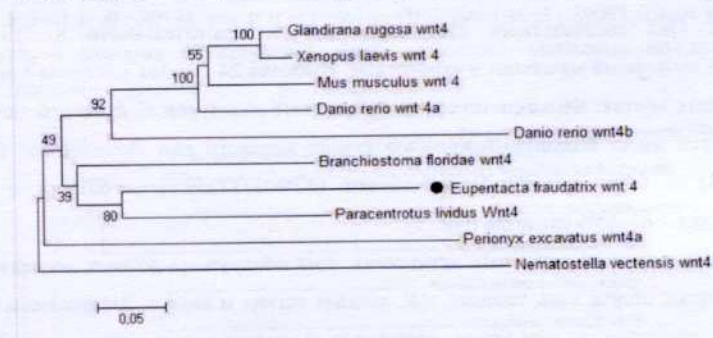 Glandirana rugosa wnt4
100
Xenopus laevis wnt 4
55
Mus musculus wnt 4
100
Danio rerio wnt 4a
92
Danio rerio wnt4b
49
Branchiostoma floridae wnt4
Eupentacta fraudatrix wnt 4
39
80
Paracentrotus lividus Wnt4
Perionyx excavatus wnt4a
Nematostella vectensis wnt4
0,05